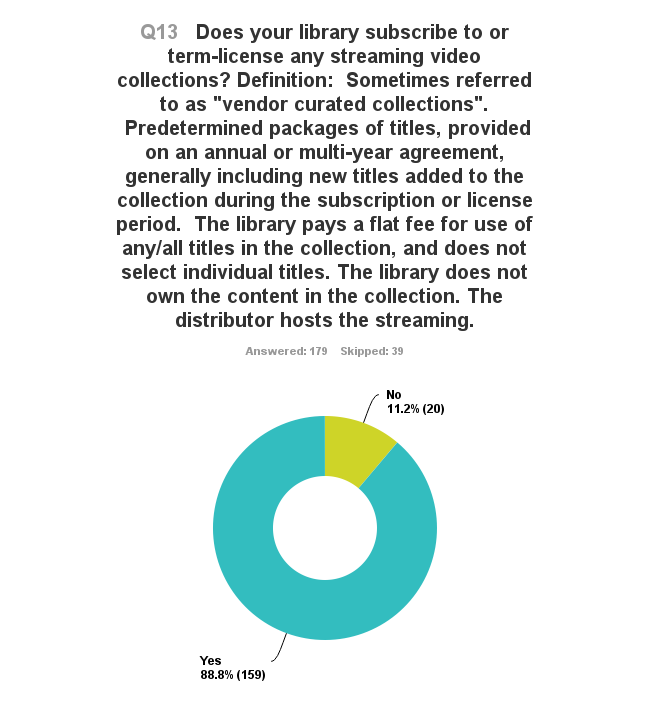 Q13   Does your library subscribe to or
term-license any streaming video
collections? Definition:  Sometimes referred
to as "vendor curated collections".
Predetermined packages of titles, provided
on an annual or multi-year agreement,
generally including new titles added to the
collection during the subscription or license
period.  The library pays a flat fee for use of
any/all titles in the collection, and does not
select individual titles. The library does not
own the content in the collection. The
distributor hosts the streaming.
Answered: 179    Skipped: 39
No
11.2% (20)
Yes
88.8% (159)